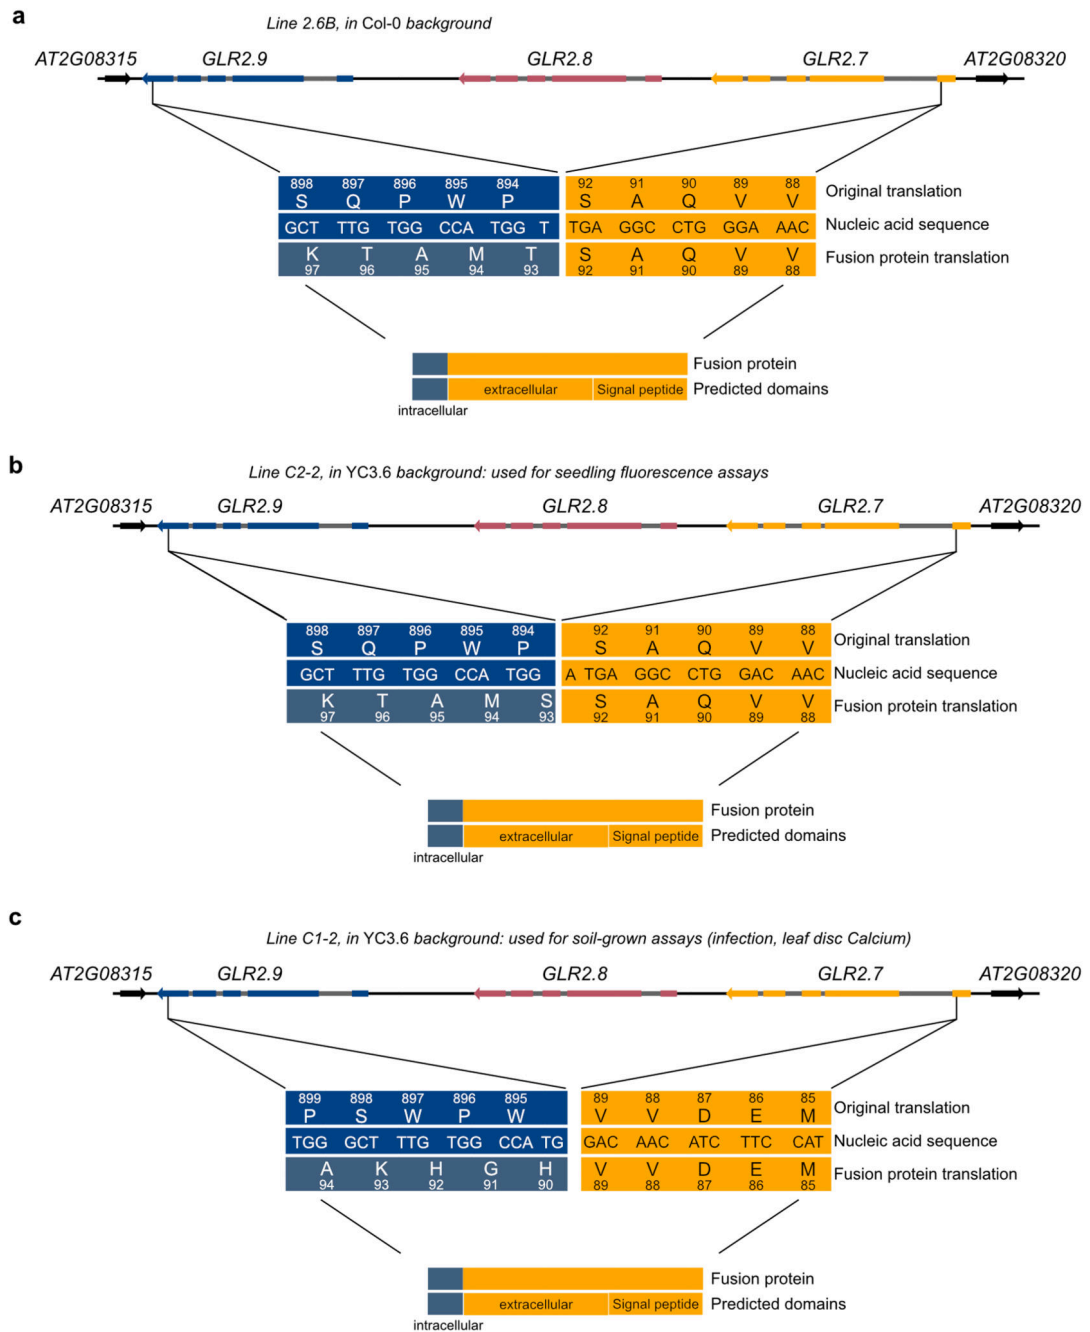 a
Line 2.6B, in Col-0 background
AT2G08315 GLR2.9 GLR2.8 GLR2.7 AT2G08320
898 897 896 895 894 92 91 90 89 88
S Q P W P S A Q V V Original translation
GCT TTG TGG CCA TGG T TGA GGC CTG GGA AAC Nucleic acid sequence
K T A M T S A Q V V Fusion protein translation
97 96 95 94 93 92 91 90 89 88
Fusion protein
extracellular Signal peptide Predicted domains
intracellular
b
Line C2-2, in YC3.6 background: used for seedling fluorescence assays
AT2G08315 GLR2.9 GLR2.8 GLR2.7 AT2G08320
898 897 896 895 894 92 91 90 89 88
S Q P W P S A Q V V Original translation
GCT TTG TGG CCA TGG A TGA GGC CTG GAC AAC Nucleic acid sequence
K T A M S S A Q V V Fusion protein translation
97 96 95 94 93 92 91 90 89 88
Fusion protein
extracellular Signal peptide Predicted domains
intracellular
c
Line C1-2, in YC3.6 background: used for soil-grown assays (infection, leaf disc Calcium)
AT2G08315 GLR2.9 GLR2.8 GLR2.7 AT2G08320
899 898 897 896 895 89 88 87 86 85
P S W P W V V D E M Original translation
TGG GCT TTG TGG CCA TG GAC AAC ATC TTC CAT Nucleic acid sequence
A K H G H V V D E M Fusion protein translation
94 93 92 91 90 89 88 87 86 85
Fusion protein
extracellular Signal peptide Predicted domains
intracellular